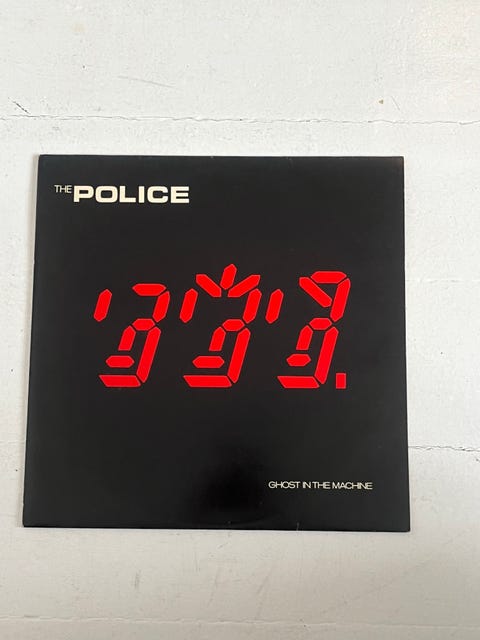 THE POLICE
GHOST IN THE MACHINE